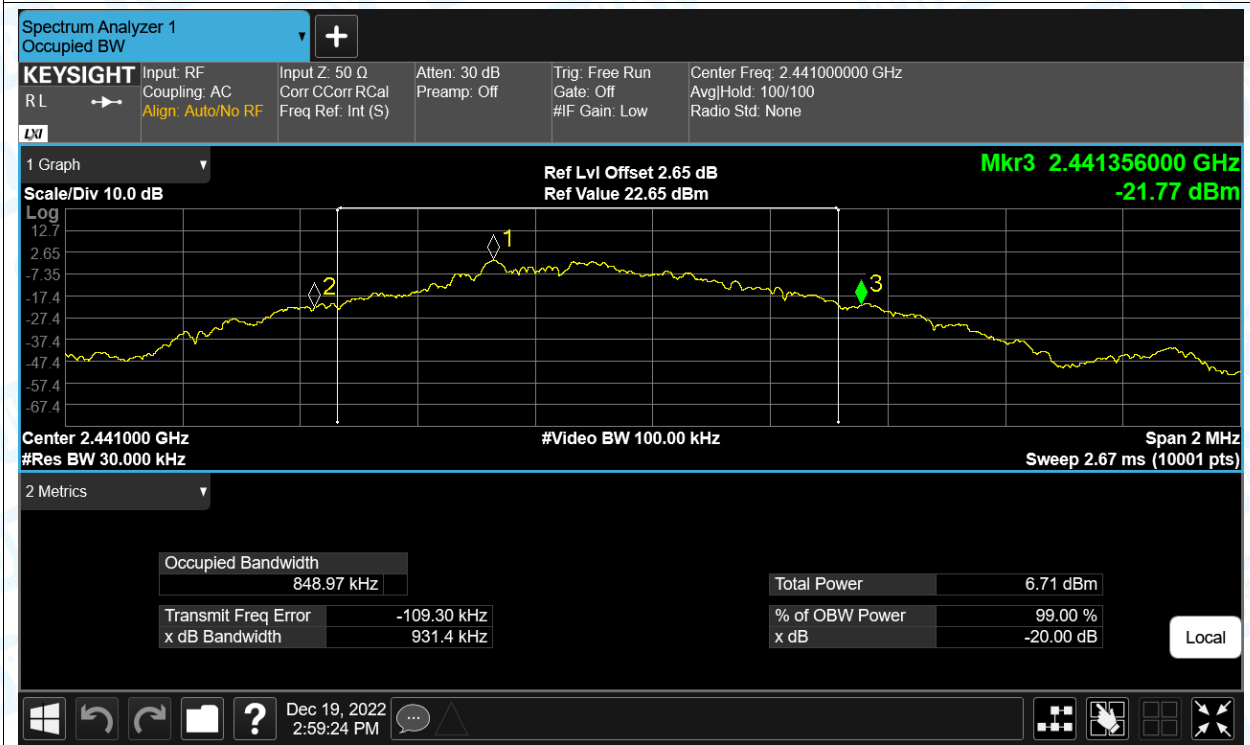 Spectrum Analyzer 1
Occupied BW
▼
+
KEYSIGHT
R L
LXI
Input: RF
Coupling: AC
Align: Auto/No RF
Input Z: 50 Ω
Corr CCorr RCal
Freq Ref: Int (S)
Atten: 30 dB
Preamp: Off
Trig: Free Run
Gate: Off
#IF Gain: Low
Center Freq: 2.441000000 GHz
Avg|Hold: 100/100
Radio Std: None
1 Graph ▼
Scale/Div 10.0 dB
Ref Lvl Offset 2.65 dB
Ref Value 22.65 dBm
Mkr3 2.441356000 GHz
-21.77 dBm
Log
12.7
2.65
-7.35
-17.4
-27.4
-37.4
-47.4
-57.4
-67.4
1
2
3
Center 2.441000 GHz
#Video BW 100.00 kHz
Span 2 MHz
#Res BW 30.000 kHz
Sweep 2.67 ms (10001 pts)
2 Metrics ▼
Occupied Bandwidth
848.97 kHz
Total Power 6.71 dBm
Transmit Freq Error -109.30 kHz
% of OBW Power 99.00 %
x dB Bandwidth 931.4 kHz
x dB -20.00 dB
Local
?
Dec 19, 2022
2:59:24 PM